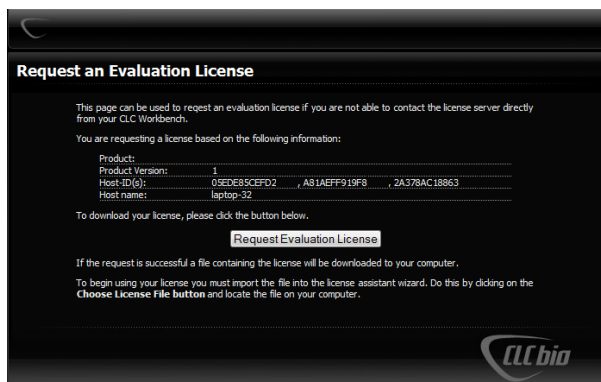 Request an Evaluation License
This page can be used to reqest an evaluation license if you are not able to contact the license server directly
from your CLC Workbench.
You are requesting a license based on the following information:
Product:
Product Version: 1
Host-ID(s): 05EDE85CEFD2 , A81AEFF919F8 , 2A378AC18863
Host name: laptop-32
To download your license, please click the button below.
Request Evaluation License
If the request is successful a file containing the license will be downloaded to your computer.
To begin using your license you must import the file into the license assistant wizard. Do this by clicking on the
Choose License File button and locate the file on your computer.
CLC bio